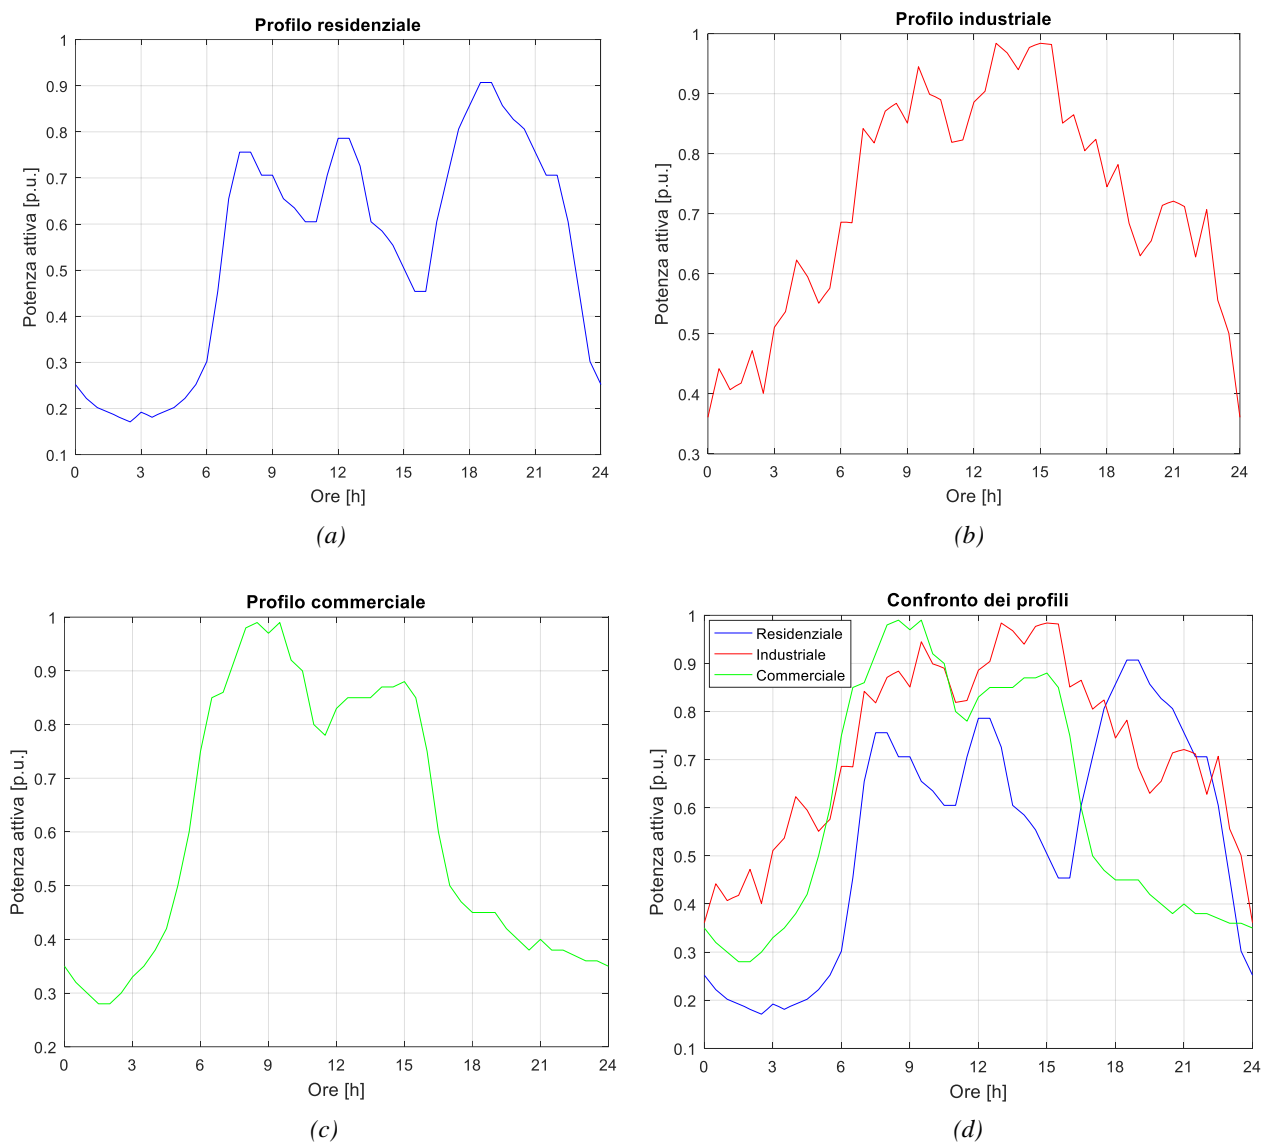 Profilo residenziale
1
0.9
0.8
0.7
0.6
0.5
0.4
0.3
0.2
0.1
Potenza attiva [p.u.]
0 3 6 9 12 15 18 21 24
Ore [h]
(a)
Profilo industriale
1
0.9
0.8
0.7
0.6
0.5
0.4
0.3
Potenza attiva [p.u.]
0 3 6 9 12 15 18 21 24
Ore [h]
(b)
Profilo commerciale
1
0.9
0.8
0.7
0.6
0.5
0.4
0.3
0.2
Potenza attiva [p.u.]
0 3 6 9 12 15 18 21 24
Ore [h]
(c)
Confronto dei profili
Residenziale
Industriale
Commerciale
1
0.9
0.8
0.7
0.6
0.5
0.4
0.3
0.2
0.1
Potenza attiva [p.u.]
0 3 6 9 12 15 18 21 24
Ore [h]
(d)